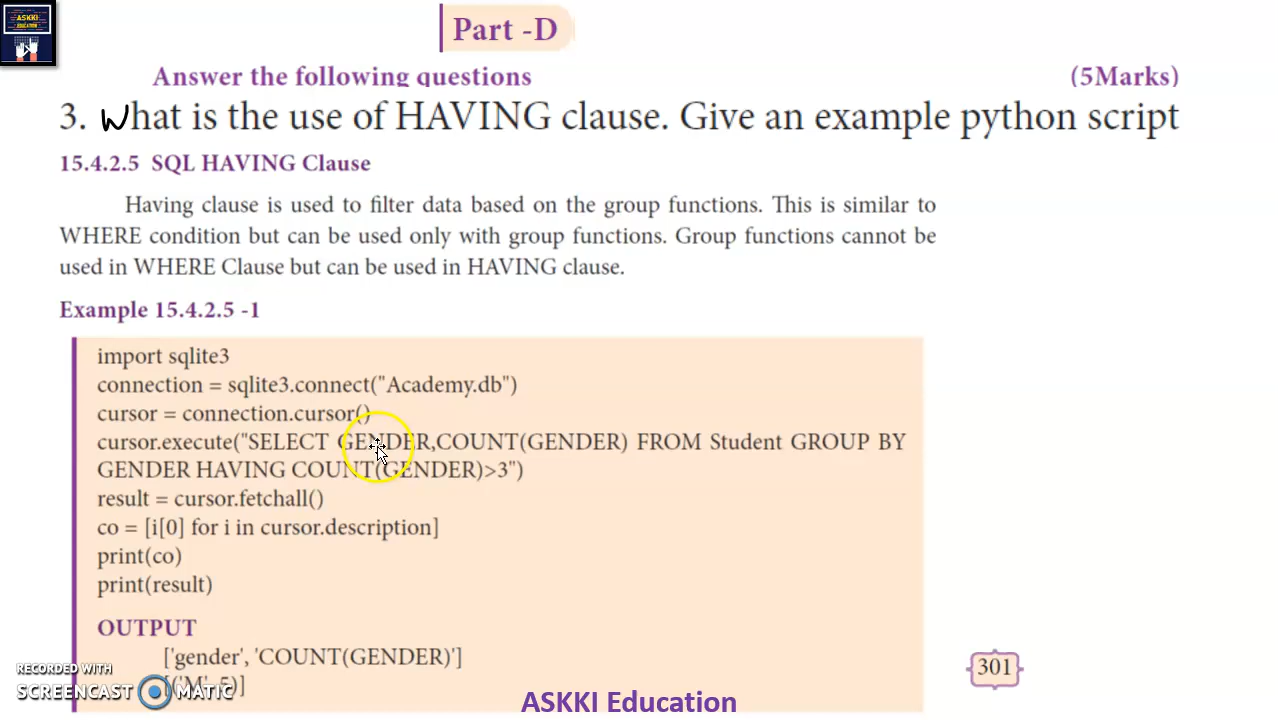 ASKKI
EDUCATION
Part -D
Answer the following questions (5Marks)
3. What is the use of HAVING clause. Give an example python script
15.4.2.5 SQL HAVING Clause
Having clause is used to filter data based on the group functions. This is similar to
WHERE condition but can be used only with group functions. Group functions cannot be
used in WHERE Clause but can be used in HAVING clause.
Example 15.4.2.5 -1
import sqlite3
connection = sqlite3.connect("Academy.db")
cursor = connection.cursor()
cursor.execute("SELECT GENDER,COUNT(GENDER) FROM Student GROUP BY
GENDER HAVING COUNT(GENDER)>3")
result = cursor.fetchall()
co = [i[0] for i in cursor.description]
print(co)
print(result)
OUTPUT
['gender', 'COUNT(GENDER)']
[('M', 5)]
301
RECORDED WITH
SCREENCAST MATIC
ASKKI Education